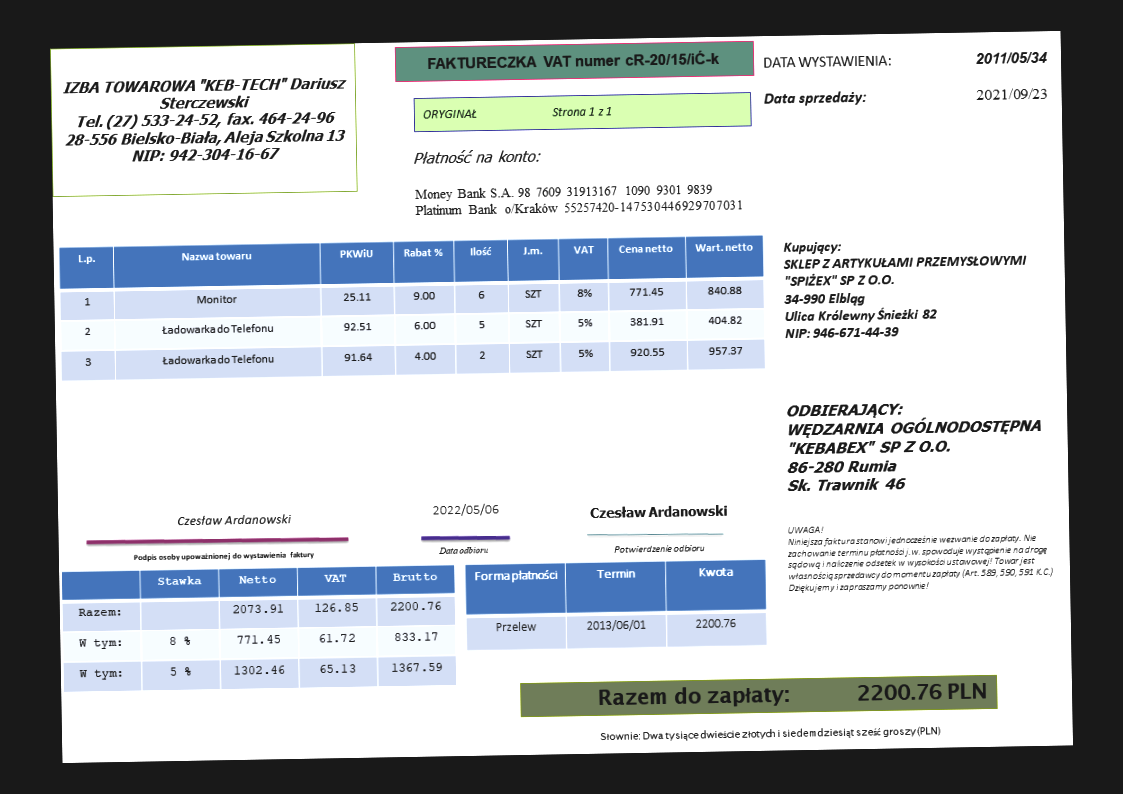 IZBA TOWAROWA "KEB-TECH" Dariusz
Sterczewski
Tel. (27) 533-24-52, fax. 464-24-96
28-556 Bielsko-Biała, Aleja Szkolna 13
NIP: 942-304-16-67
FAKTURECZKA VAT numer cR-20/15/iĆ-k
ORYGINAŁ Strona 1 z 1
Płatność na konto:
Money Bank S.A. 98 7609 31913167 1090 9301 9839
Platinum Bank o/Kraków 55257420-147530446929707031
DATA WYSTAWIENIA: 2011/05/34
Data sprzedaży: 2021/09/23
L.p. Nazwa towaru PKWiU Rabat % Ilość J.m. VAT Cena netto Wart. netto
1 Monitor 25.11 9.00 6 SZT 8% 771.45 840.88
2 Ładowarka do Telefonu 92.51 6.00 5 SZT 5% 381.91 404.82
3 Ładowarka do Telefonu 91.64 4.00 2 SZT 5% 920.55 957.37
Kupujący:
SKLEP Z ARTYKUŁAMI PRZEMYSŁOWYMI
"SPIŻEX" SP Z O.O.
34-990 Elbląg
Ulica Królewny Śnieżki 82
NIP: 946-671-44-39
ODBIERAJĄCY:
WĘDZARNIA OGÓLNODOSTĘPNA
"KEBABEX" SP Z O.O.
86-280 Rumia
Sk. Trawnik 46
Czesław Ardanowski
Podpis osoby upoważnionej do wystawienia faktury
2022/05/06
Data odbioru
Czesław Ardanowski
Potwierdzenie odbioru
UWAGA!
Niniejsza faktura stanowi jednocześnie wezwanie do zapłaty. Nie
zachowanie terminu płatności j. w. spowoduje wystąpienie na drogę
sądową i naliczenie odsetek w wysokości ustawowej! Towar jest
własnością sprzedawcy do momentu zapłaty (Art. 589, 590, 591 K.C.)
Dziękujemy i zapraszamy ponownie!
Stawka Netto VAT Brutto
Razem: 2073.91 126.85 2200.76
W tym: 8 % 771.45 61.72 833.17
W tym: 5 % 1302.46 65.13 1367.59
Forma płatności Termin Kwota
Przelew 2013/06/01 2200.76
Razem do zapłaty: 2200.76 PLN
Słownie: Dwa tysiące dwieście złotych i siedemdziesiąt sześć groszy (PLN)